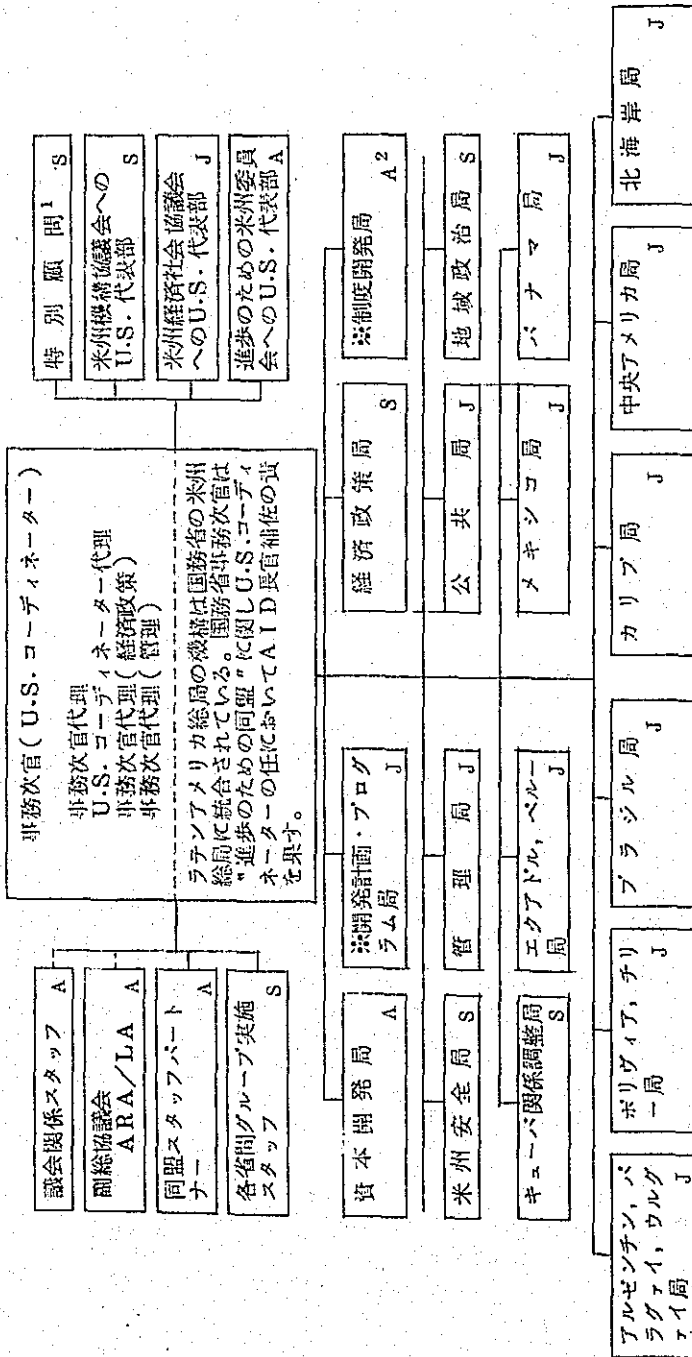 事務次官(U.S.コーディネーター)
事務次官代理
U.S.コーディネーター代理
事務次官代理(経済政策)
事務次官代理(管理)
ラテンアメリカ総局の機構は国務省の米州
総局に統合されている。国務省事務次官は
"進歩のための同盟"に関しU.S.コーディ
ネーターの任においてAID長官補佐の責
を果す。
議会関係スタッフ A
副総協議会
ARA/LA A
同盟スタッフパート
ナー A
各省間グループ実施
スタッフ S
特別顧問1 S
米州機構協議会への
U.S.代表部 S
米州経済社会協議会
へのU.S.代表部 J
進歩のための米州委員
会へのU.S.代表部 A
資本開発局 A
※開発計画・プログ
ラム局 J
経済政策局 S
※制度開発局 A2
米州安全局 S
管理局 J
公共局 J
地域政治局 S
キューバ関係調整局 S
エクアドル,ペルー
局 J
メキシコ局 J
パナマ局 J
アルゼンチン,パ
ラグァイ,ウルグ
ァイ局 J
ボリヴィア,チリ
ー局 J
ブラジル局 J
カリブ局 J
中央アメリカ局 J
北海岸局 J